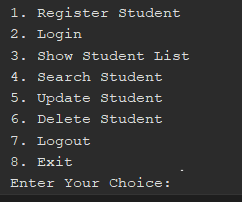 1. Register Student
2. Login
3. Show Student List
4. Search Student
5. Update Student
6. Delete Student
7. Logout
8. Exit
Enter Your Choice: